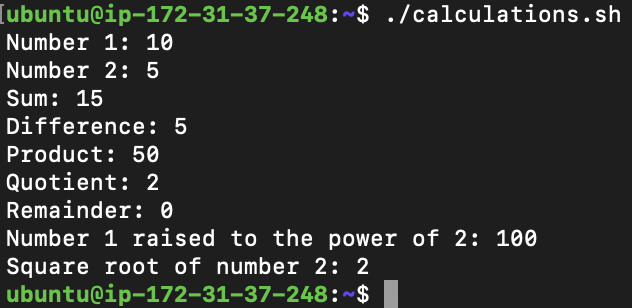 ubuntu@ip-172-31-37-248:~$ ./calculations.sh
Number 1: 10
Number 2: 5
Sum: 15
Difference: 5
Product: 50
Quotient: 2
Remainder: 0
Number 1 raised to the power of 2: 100
Square root of number 2: 2
ubuntu@ip-172-31-37-248:~$